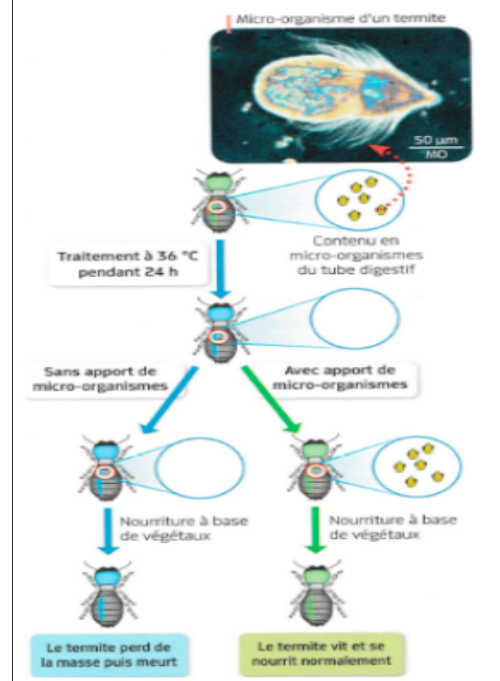 Micro-organisme d'un termite
50 µm
MO
Contenu en
micro-organismes
du tube digestif
Traitement à 36 °C
pendant 24 h
Sans apport de
micro-organismes
Avec apport de
micro-organismes
Nourriture à base
de végétaux
Nourriture à base
de végétaux
Le termite perd de
la masse puis meurt
Le termite vit et se
nourrit normalement